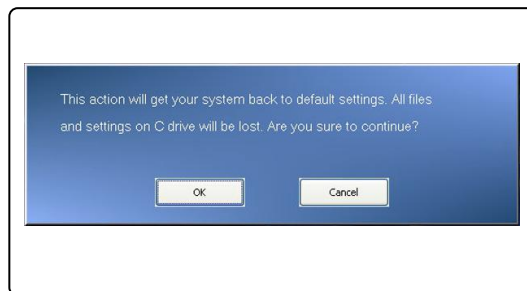 This action will get your system back to default settings. All files
and settings on C drive will be lost. Are you sure to continue?
OK
Cancel